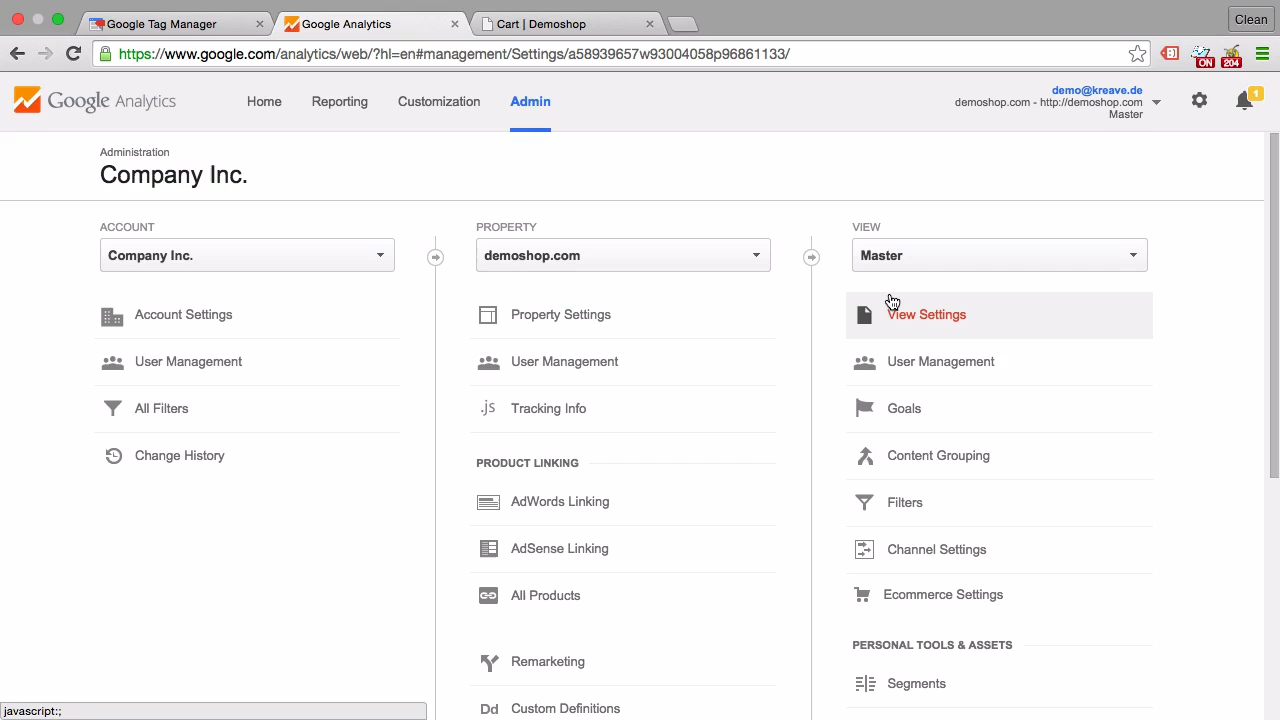 Google Tag Manager
Google Analytics
Cart | Demoshop
Clean
https://www.google.com/analytics/web/?hl=en#management/Settings/a58939657w93004058p96861133/
ON
204
Google Analytics
Home
Reporting
Customization
Admin
demo@kreave.de
demoshop.com - http://demoshop.com
Master
1
Administration
Company Inc.
ACCOUNT
Company Inc.
Account Settings
User Management
All Filters
Change History
PROPERTY
demoshop.com
Property Settings
User Management
.js Tracking Info
PRODUCT LINKING
AdWords Linking
AdSense Linking
All Products
Remarketing
Dd Custom Definitions
VIEW
Master
View Settings
User Management
Goals
Content Grouping
Filters
Channel Settings
Ecommerce Settings
PERSONAL TOOLS & ASSETS
Segments
javascript:;